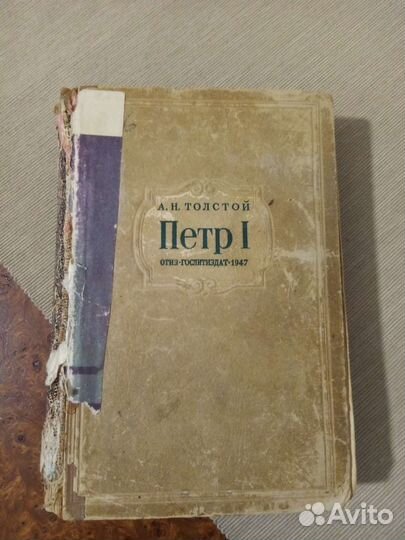 А. Н. ТОЛСТОЙ
Петр I
ОГИЗ • ГОСЛИТИЗДАТ • 1947
Avito